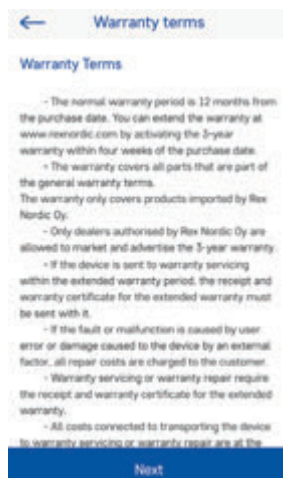 Warranty terms
Warranty Terms
- The normal warranty period is 12 months from
the purchase date. You can extend the warranty at
www.rexnordic.com by activating the 3-year
warranty within four weeks of the purchase date.
- The warranty covers all parts that are part of
the general warranty terms.
The warranty only covers products imported by Rex
Nordic Oy.
- Only dealers authorised by Rex Nordic Oy are
allowed to market and advertise the 3-year warranty.
- If the device is sent to warranty servicing
within the extended warranty period, the receipt and
warranty certificate for the extended warranty must
be sent with it.
- If the fault or malfunction is caused by user
error or damage caused to the device by an external
factor, all repair costs are charged to the customer.
- Warranty servicing or warranty repair require
the receipt and warranty certificate for the extended
warranty.
- All costs connected to transporting the device
to warranty servicing or warranty repair are at the
Next